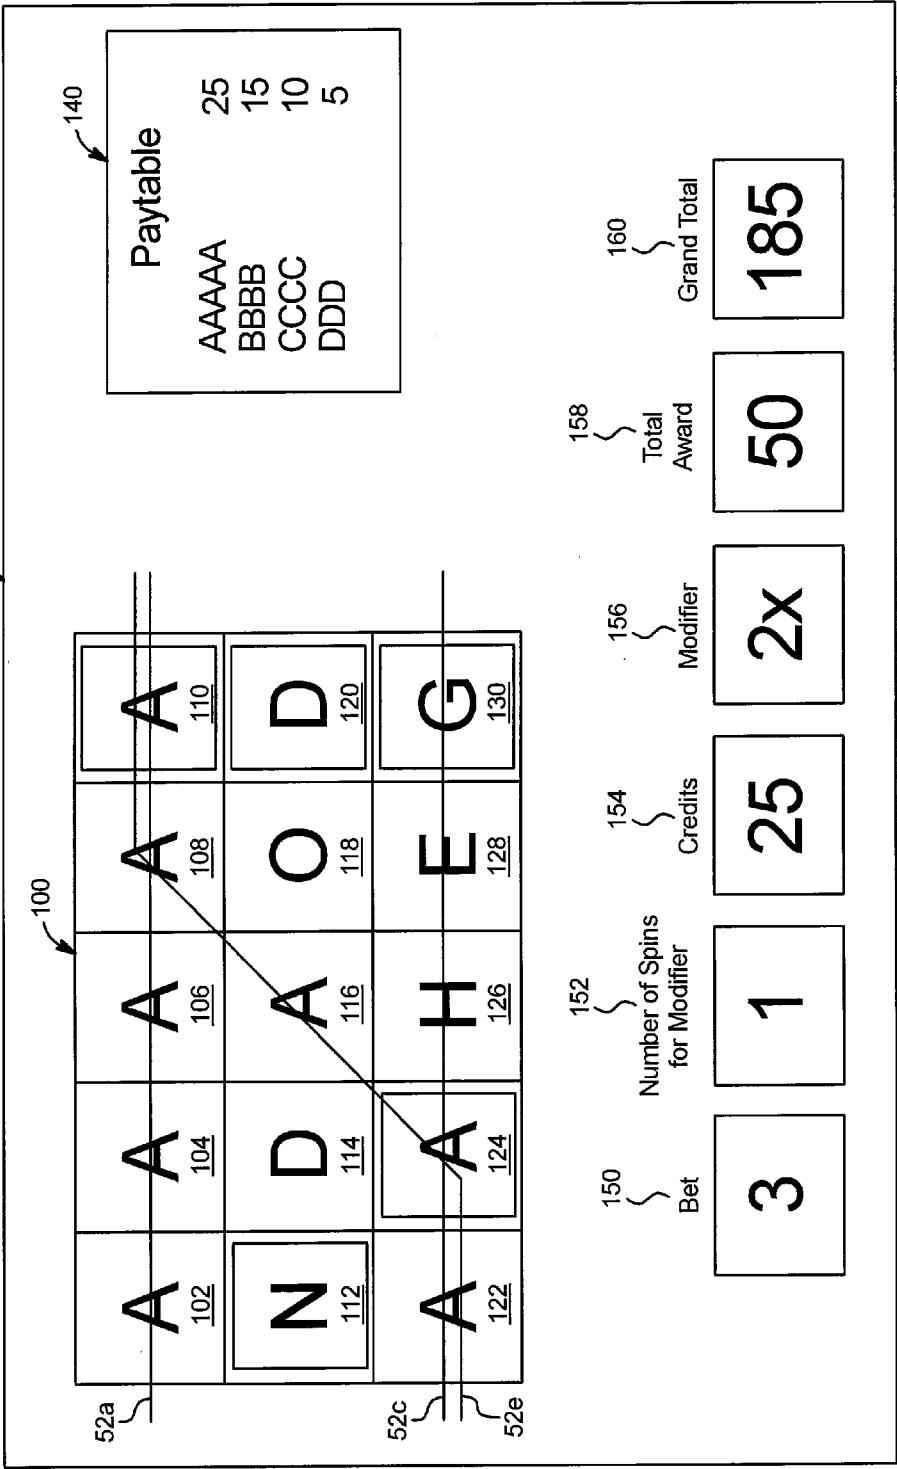 100
140
A A A A A
102 104 106 108 110
N D A O D
112 114 116 118 120
A A H E G
122 124 126 128 130
52a
52c
52e
Paytable
AAAAA 25
BBBB 15
CCCC 10
DDD 5
150
Bet
3
152
Number of Spins
for Modifier
1
154
Credits
25
156
Modifier
2x
158
Total
Award
50
160
Grand Total
185